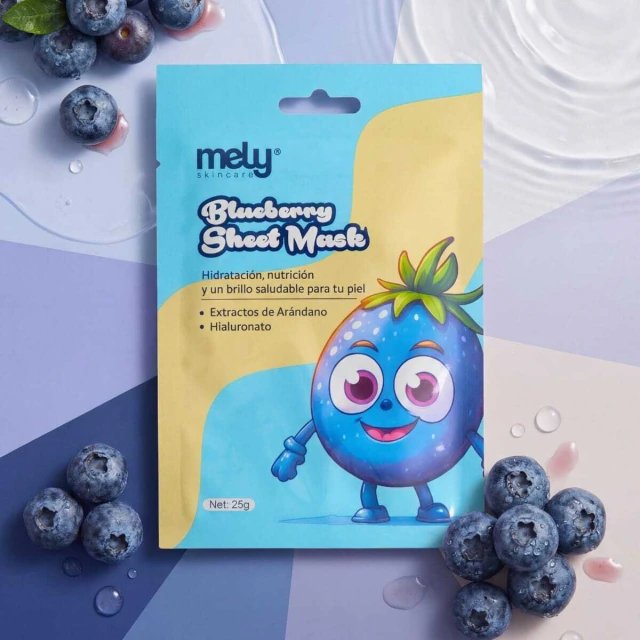 mely®
skincare
Blueberry
Sheet Mask
Hidratación, nutrición
y un brillo saludable para tu piel
• Extractos de Arándano
• Hialuronato
Net: 25g